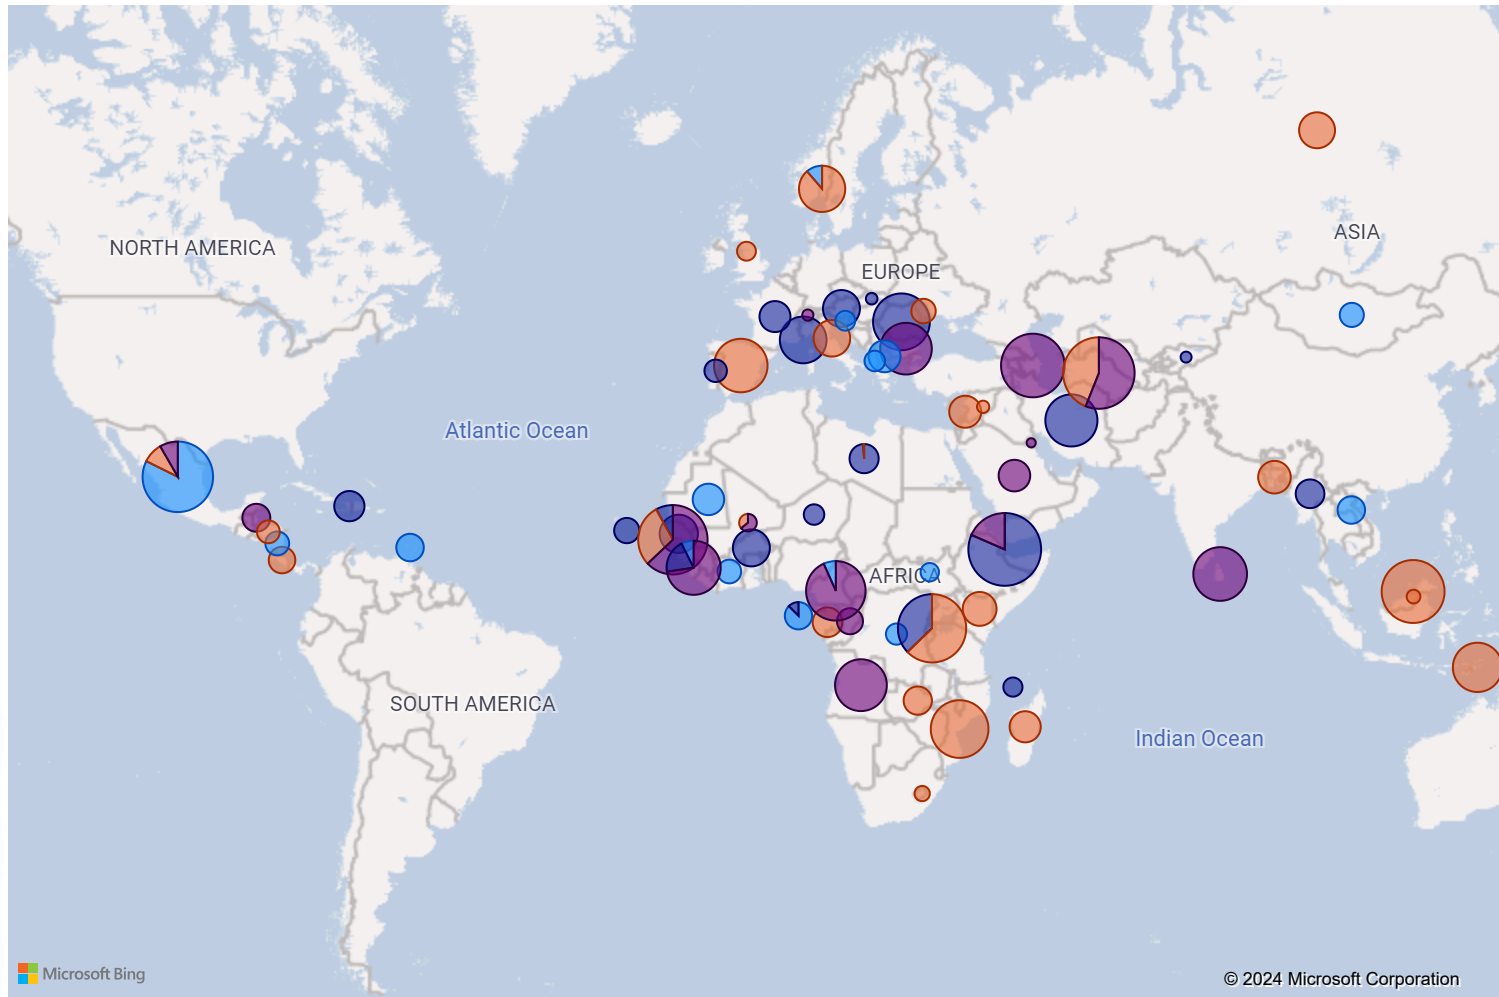 ASIA
NORTH AMERICA
EUROPE
Atlantic Ocean
AFRICA
SOUTH AMERICA
Indian Ocean
Microsoft Bing
© 2024 Microsoft Corporation